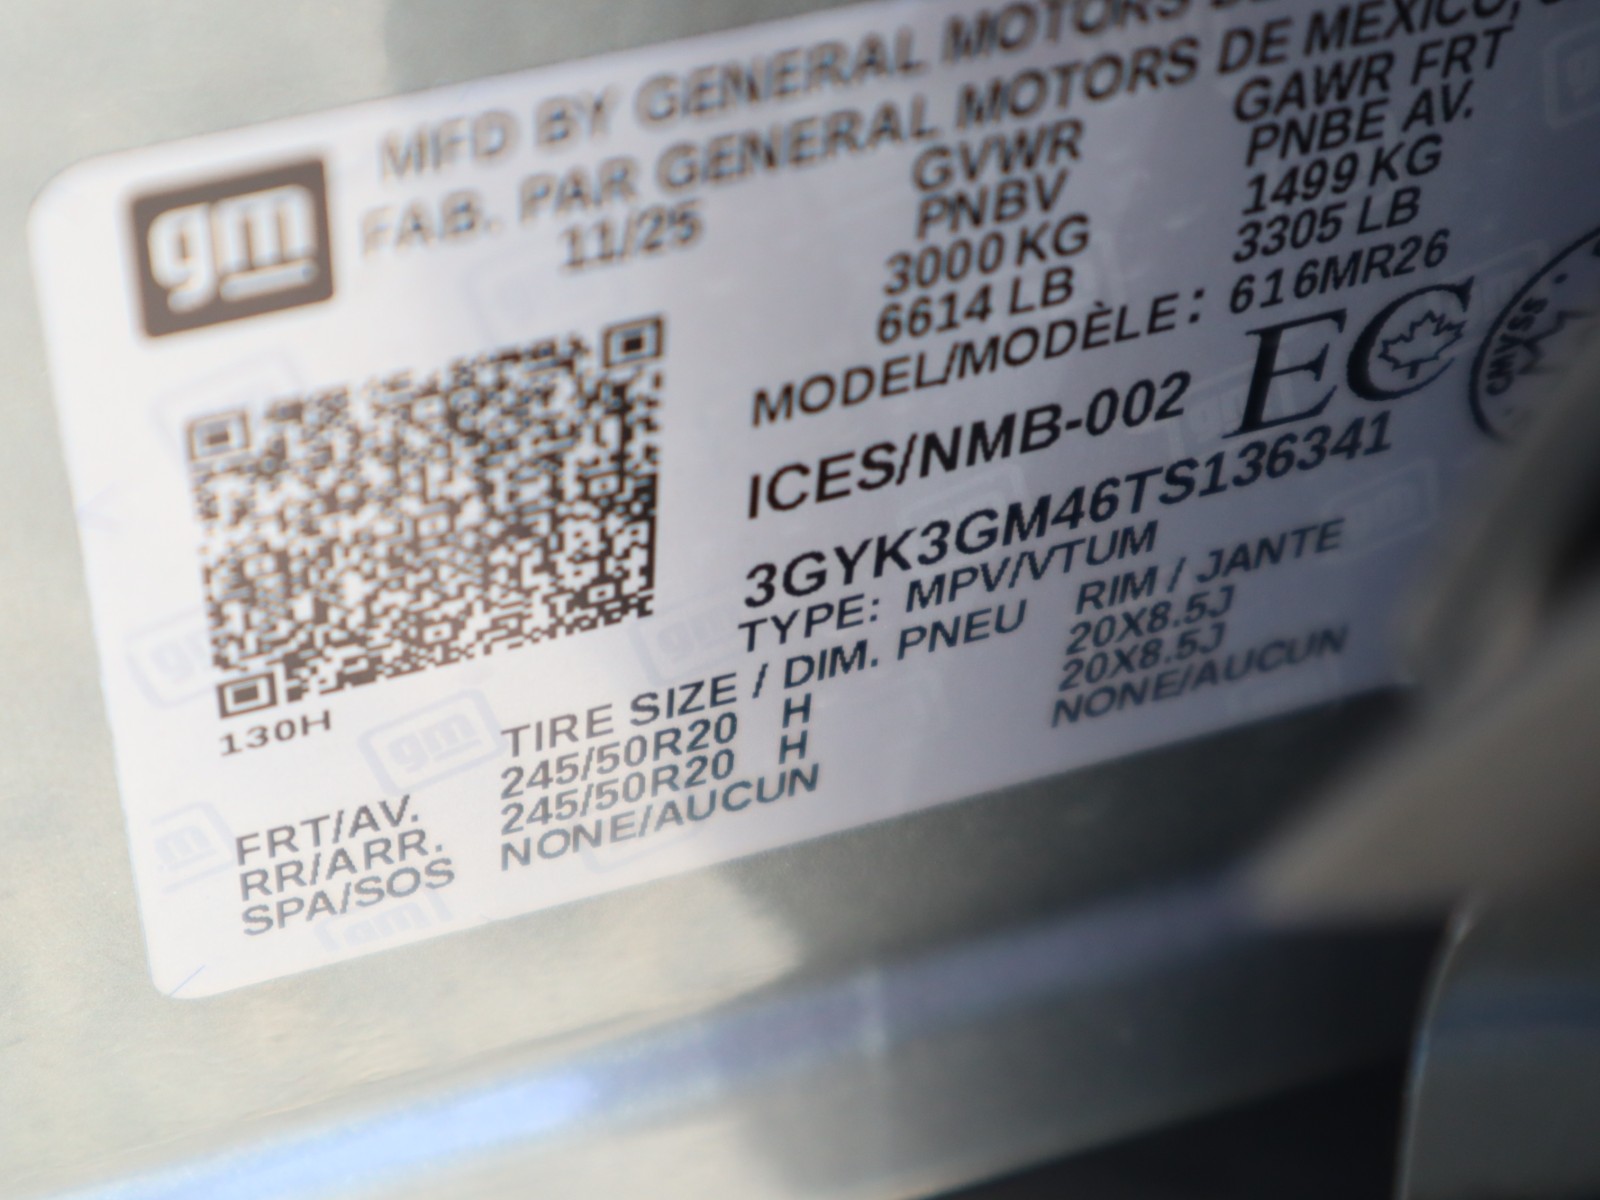 MFD BY GENERAL MOTORS
FAB. PAR GENERAL MOTORS DE MEXICO,
gm
11/25
GVWR
PNBV
3000 KG
6614 LB
GAWR FRT
PNBE AV.
1499 KG
3305 LB
MODEL/MODÈLE: 616MR26
ICES/NMB-002
EC
CMVSS
3GYK3GM46TS136341
TYPE: MPV/VTUM
130H
TIRE SIZE / DIM. PNEU RIM / JANTE
FRT/AV. 245/50R20 H 20X8.5J
RR/ARR. 245/50R20 H 20X8.5J
SPA/SOS NONE/AUCUN NONE/AUCUN